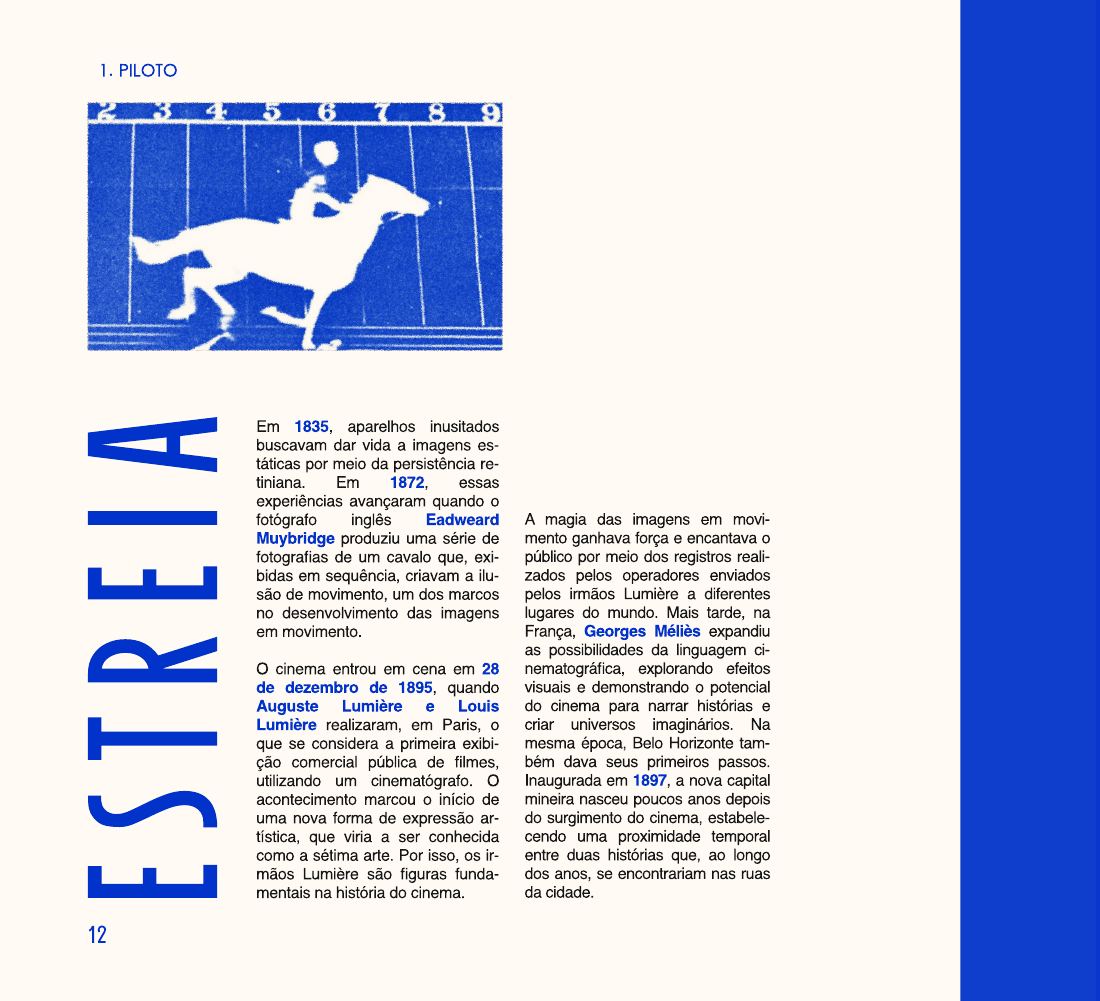 1. PILOTO
2 3 4 5 6 7 8 9
ESTREIA
Em 1835, aparelhos inusitados
buscavam dar vida a imagens es-
táticas por meio da persistência re-
tiniana. Em 1872, essas
experiências avançaram quando o
fotógrafo inglês Eadweard
Muybridge produziu uma série de
fotografias de um cavalo que, exi-
bidas em sequência, criavam a ilu-
são de movimento, um dos marcos
no desenvolvimento das imagens
em movimento.
O cinema entrou em cena em 28
de dezembro de 1895, quando
Auguste Lumière e Louis
Lumière realizaram, em Paris, o
que se considera a primeira exibi-
ção comercial pública de filmes,
utilizando um cinematógrafo. O
acontecimento marcou o início de
uma nova forma de expressão ar-
tística, que viria a ser conhecida
como a sétima arte. Por isso, os ir-
mãos Lumière são figuras funda-
mentais na história do cinema.
A magia das imagens em movi-
mento ganhava força e encantava o
público por meio dos registros reali-
zados pelos operadores enviados
pelos irmãos Lumière a diferentes
lugares do mundo. Mais tarde, na
França, Georges Méliès expandiu
as possibilidades da linguagem ci-
nematográfica, explorando efeitos
visuais e demonstrando o potencial
do cinema para narrar histórias e
criar universos imaginários. Na
mesma época, Belo Horizonte tam-
bém dava seus primeiros passos.
Inaugurada em 1897, a nova capital
mineira nasceu poucos anos depois
do surgimento do cinema, estabele-
cendo uma proximidade temporal
entre duas histórias que, ao longo
dos anos, se encontrariam nas ruas
da cidade.
12